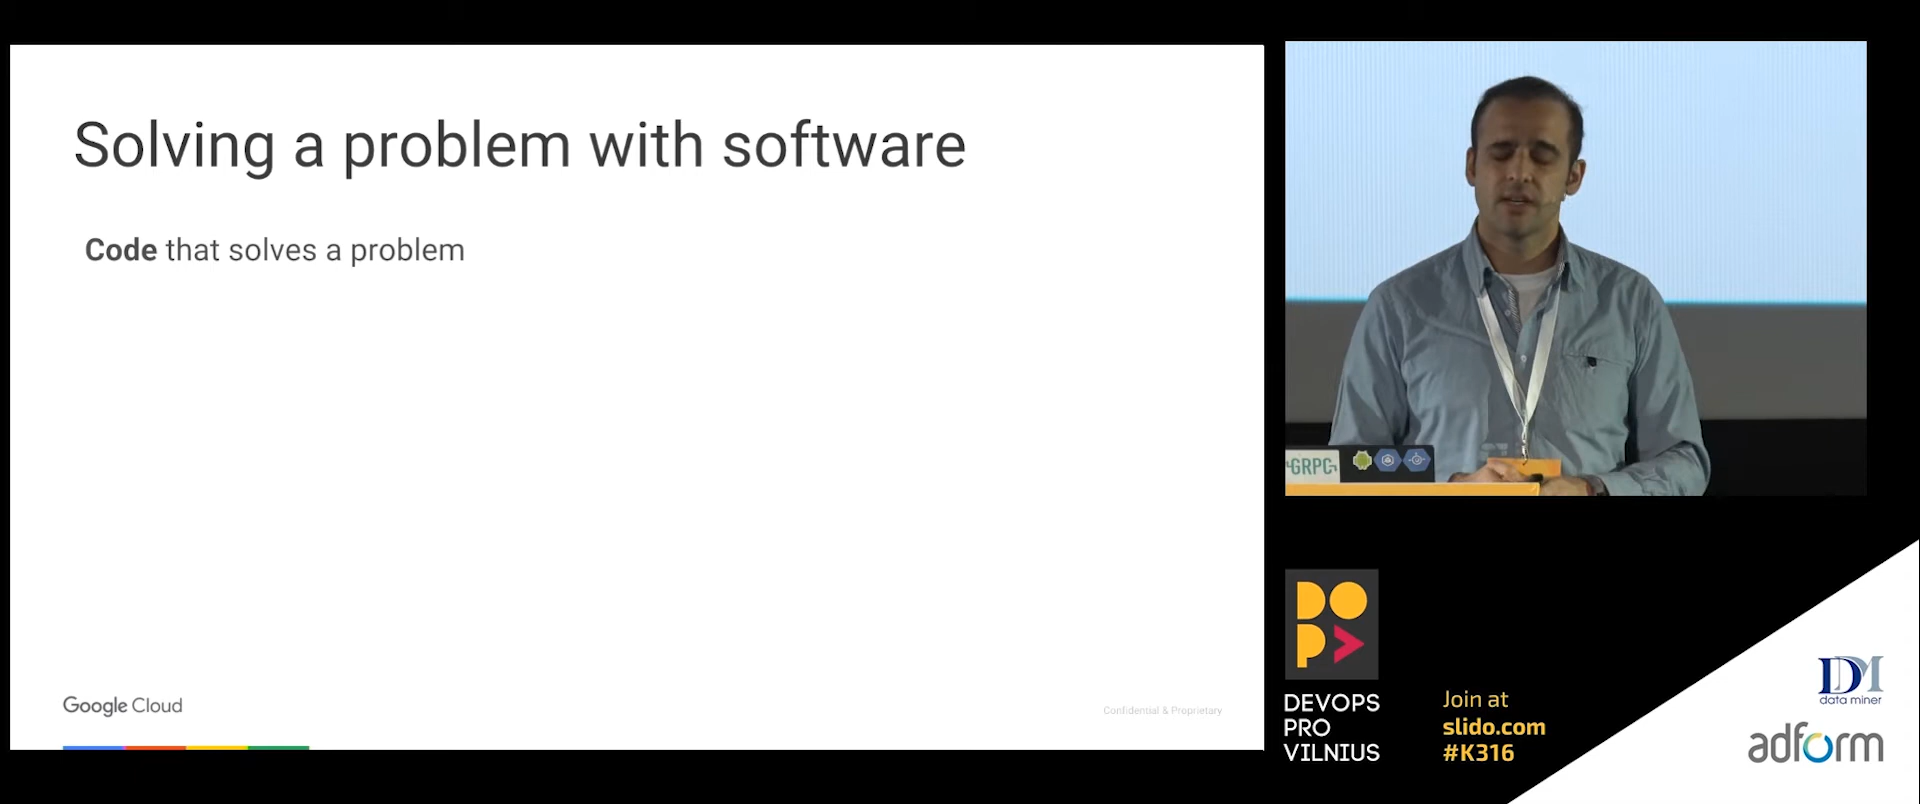 Solving a problem with software
Code that solves a problem
Google Cloud
Confidential & Proprietary
GRPC
DOP
DEVOPS
PRO
VILNIUS
Join at
slido.com
#K316
DM
data miner
adform